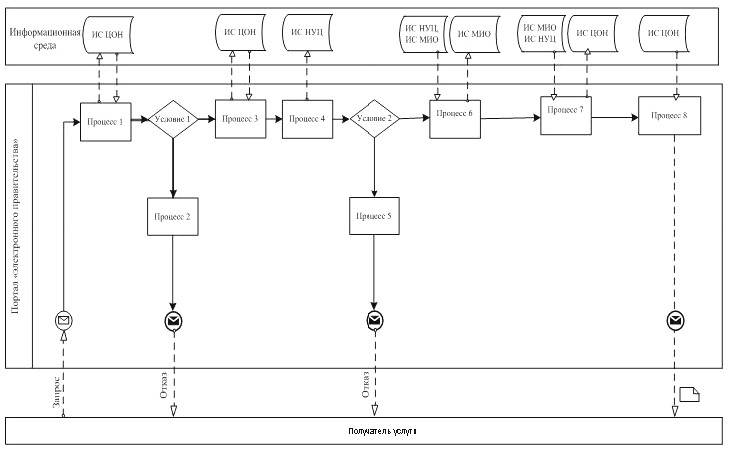 Информационная
среда
ИС ЦОН
ИС ЦОН
ИС НУЦ
ИС НУЦ,
ИС МИО
ИС МИО
ИС МИО
ИС НУЦ
ИС ЦОН
ИС ЦОН
Портал «электронного правительства»
Процесс 1
Условие 1
Процесс 3
Процесс 4
Условие 2
Процесс 6
Процесс 7
Процесс 8
Процесс 2
Процесс 5
Запрос
Отказ
Отказ
Получатель услуги